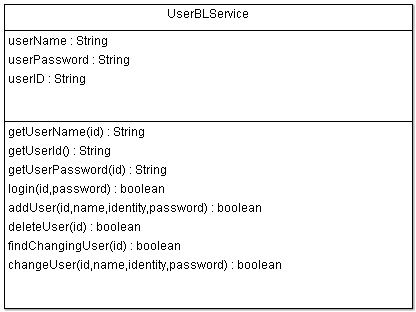 UserBLService
userName : String
userPassword : String
userID : String
getUserName(id) : String
getUserId() : String
getUserPassword(id) : String
login(id,password) : boolean
addUser(id,name,identity,password) : boolean
deleteUser(id) : boolean
findChangingUser(id) : boolean
changeUser(id,name,identity,password) : boolean